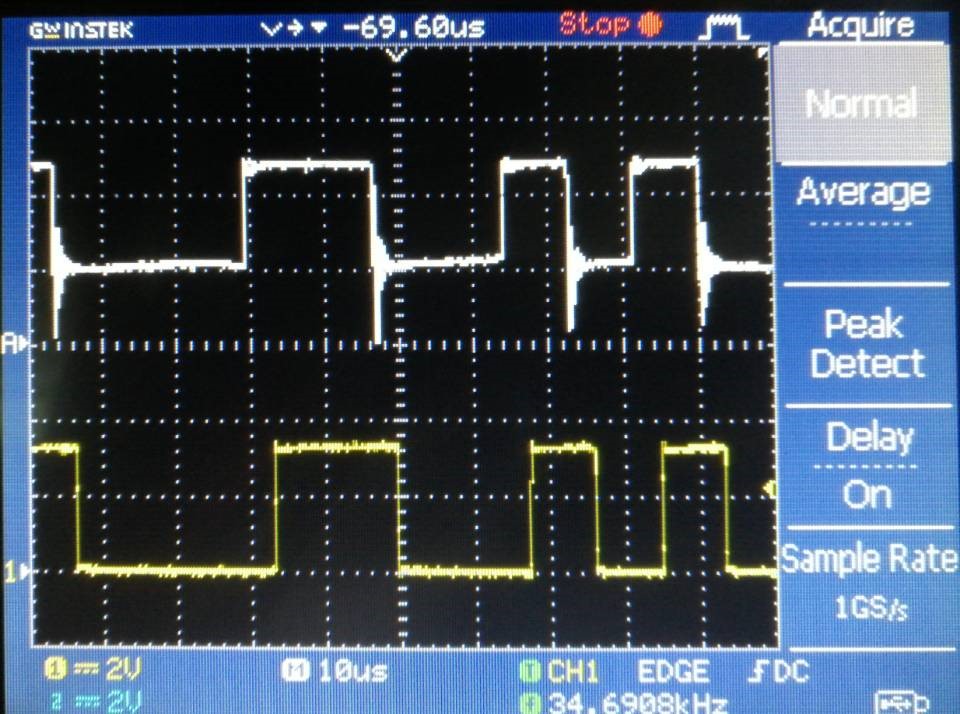 GW INSTEK -69.60us Stop Acquire
Normal
Average
Peak
Detect
A
Delay
On
1
Sample Rate
1GS/s
1 2V M 10us T CH1 EDGE DC
2 2V 34.6908kHz